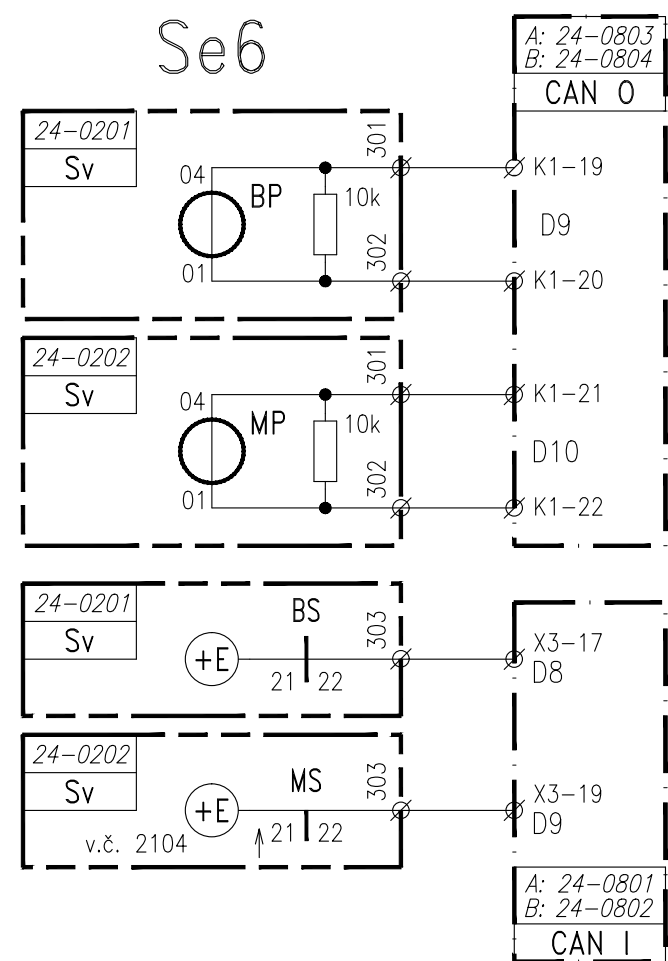 Se6
A: 24-0803
B: 24-0804
CAN 0
24-0201
Sv
04
BP
01
10k
301
302
K1-19
D9
K1-20
24-0202
Sv
04
MP
01
10k
301
302
K1-21
D10
K1-22
24-0201
Sv
+E
BS
21 22
303
X3-17
D8
24-0202
Sv
+E
MS
21 22
303
v.č. 2104
X3-19
D9
A: 24-0801
B: 24-0802
CAN I